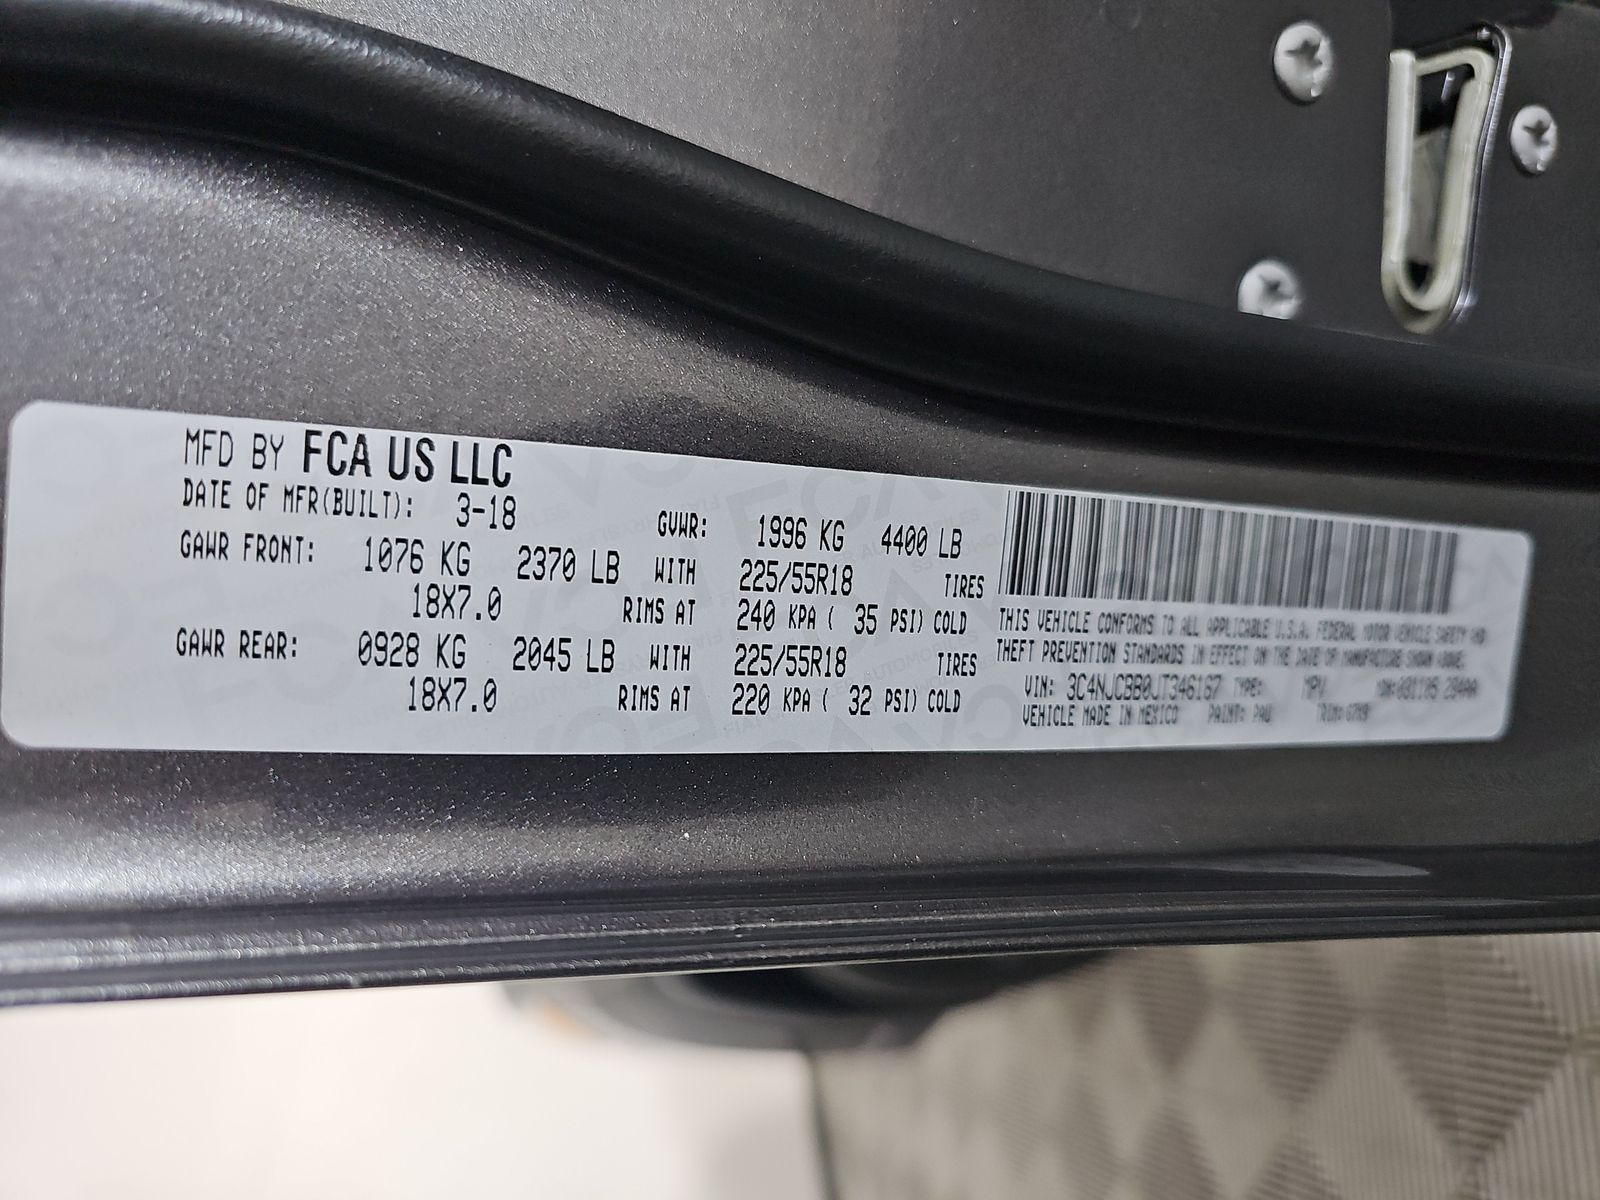 MFD BY FCA US LLC
DATE OF MFR(BUILT): 3-18 GVWR: 1996 KG 4400 LB
GAWR FRONT: 1076 KG 2370 LB WITH 225/55R18 TIRES
18X7.0 RIMS AT 240 KPA ( 35 PSI) COLD
GAWR REAR: 0928 KG 2045 LB WITH 225/55R18 TIRES
18X7.0 RIMS AT 220 KPA ( 32 PSI) COLD
THIS VEHICLE CONFORMS TO ALL APPLICABLE U.S.A. FEDERAL MOTOR VEHICLE SAFETY AND
THEFT PREVENTION STANDARDS IN EFFECT ON THE DATE OF MANUFACTURE SHOWN ABOVE.
VIN: 3C4NJCBB0JT346167 TYPE: MPV
VEHICLE MADE IN MEXICO PAINT: PAU